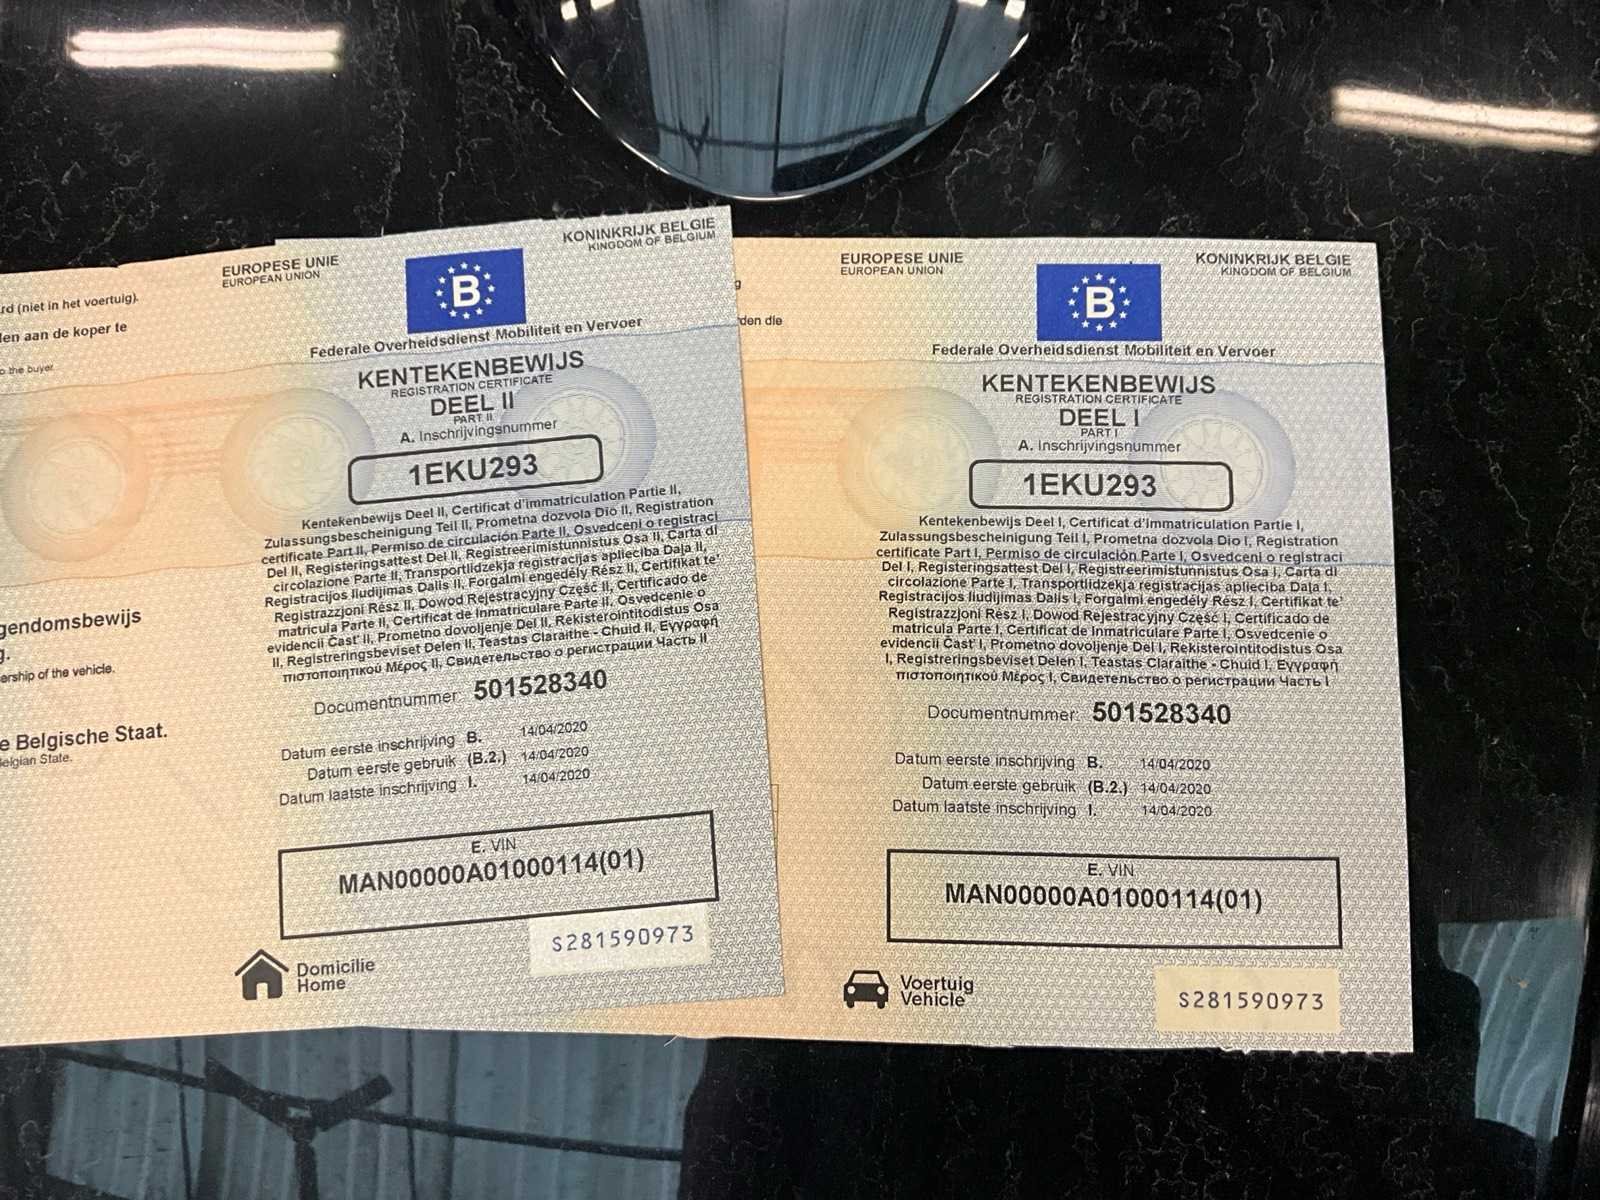 rd (niet in het voertuig).
len aan de koper te
o the buyer.
gendomsbewijs
g.
ership of the vehicle.
e Belgische Staat.
Belgian State.
EUROPESE UNIE
EUROPEAN UNION
KONINKRIJK BELGIE
KINGDOM OF BELGIUM
B
Federale Overheidsdienst Mobiliteit en Vervoer
KENTEKENBEWIJS
REGISTRATION CERTIFICATE
DEEL II
PART II
A. Inschrijvingsnummer
1EKU293
Kentekenbewijs Deel II, Certificat d'immatriculation Partie II,
Zulassungsbescheinigung Teil II, Prometna dozvola Dio II, Registration
certificate Part II, Permiso de circulación Parte II, Osvedceni o registraci
Del II, Registeringsattest Del II, Registreerimistunnistus Osa II, Carta di
circolazione Parte II, Transportlidzekja registracijas aplieciba Daļa II,
Registracijos liudijimas Dalis II, Forgalmi engedély Rész II, Certifikat te'
Registrazzjoni Rész II, Dowod Rejestracyjny Część II, Certificado de
matricula Parte II, Certificat de Inmatriculare Parte II, Osvedcenie o
evidencii Čast' II, Prometno dovoljenje Del II, Rekisterointitodistus Osa
II, Registreringsbeviset Delen II, Teastas Claraithe - Chuid II, Εγγραφή
πιστοποιητικού Μέρος II, Свидетельство о регистрации Часть II
Documentnummer: 501528340
Datum eerste inschrijving B. 14/04/2020
Datum eerste gebruik (B.2.) 14/04/2020
Datum laatste inschrijving I. 14/04/2020
E. VIN
MAN00000A01000114(01)
S281590973
Domicilie
Home
g
den die
EUROPESE UNIE
EUROPEAN UNION
KONINKRIJK BELGIE
KINGDOM OF BELGIUM
B
Federale Overheidsdienst Mobiliteit en Vervoer
KENTEKENBEWIJS
REGISTRATION CERTIFICATE
DEEL I
PART I
A. Inschrijvingsnummer
1EKU293
Kentekenbewijs Deel I, Certificat d'immatriculation Partie I,
Zulassungsbescheinigung Teil I, Prometna dozvola Dio I, Registration
certificate Part I, Permiso de circulación Parte I, Osvedceni o registraci
Del I, Registeringsattest Del I, Registreerimistunnistus Osa I, Carta di
circolazione Parte I, Transportlidzekja registracijas aplieciba Daļa I,
Registracijos liudijimas Dalis I, Forgalmi engedély Rész I, Certifikat te'
Registrazzjoni Rész I, Dowod Rejestracyjny Część I, Certificado de
matricula Parte I, Certificat de Inmatriculare Parte I, Osvedcenie o
evidencii Čast' I, Prometno dovoljenje Del I, Rekisterointitodistus Osa
I, Registreringsbeviset Delen I, Teastas Claraithe - Chuid I, Εγγραφή
πιστοποιητικού Μέρος I, Свидетельство о регистрации Часть I
Documentnummer: 501528340
Datum eerste inschrijving B. 14/04/2020
Datum eerste gebruik (B.2.) 14/04/2020
Datum laatste inschrijving I. 14/04/2020
E. VIN
MAN00000A01000114(01)
S281590973
Voertuig
Vehicle